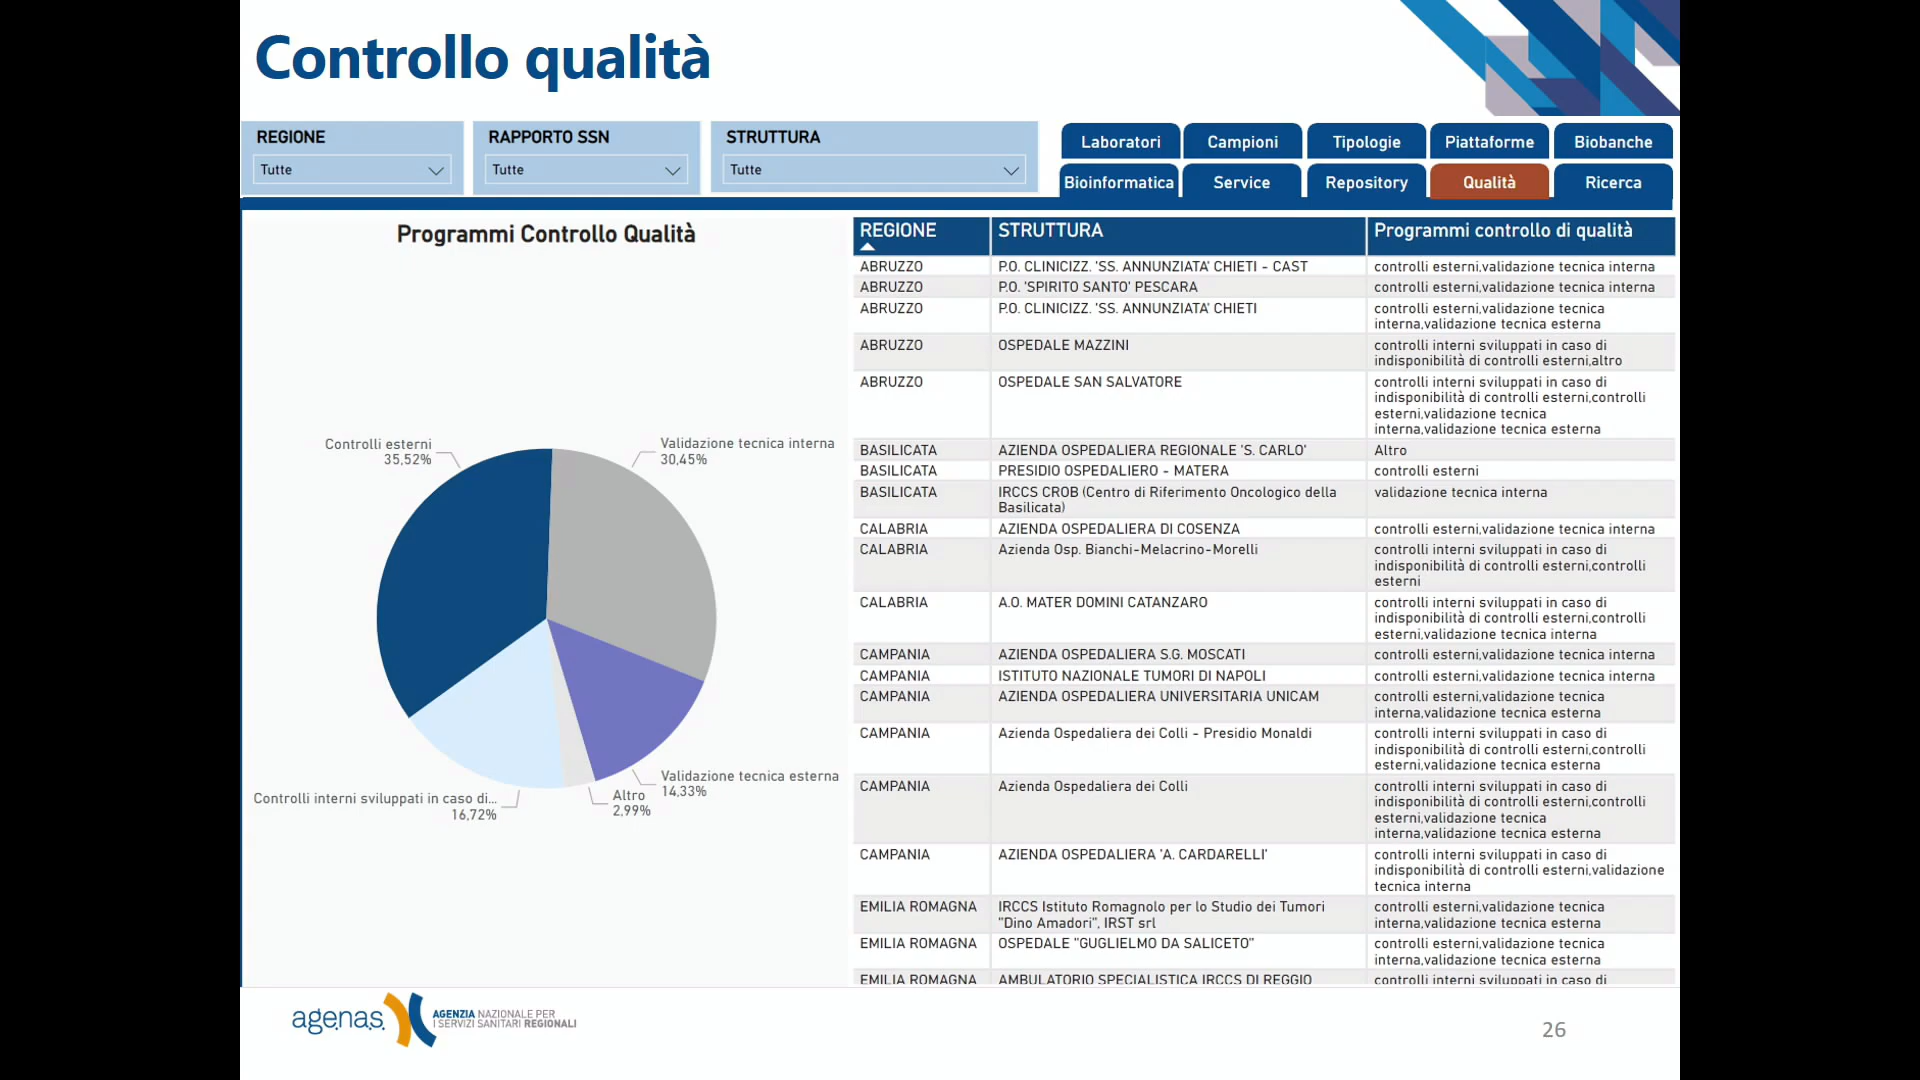 Controllo qualità
REGIONE
Tutte
RAPPORTO SSN
Tutte
STRUTTURA
Tutte
Laboratori
Campioni
Tipologie
Piattaforme
Biobanche
Bioinformatica
Service
Repository
Qualità
Ricerca
Programmi Controllo Qualità
Controlli esterni
35,52%
Validazione tecnica interna
30,45%
Validazione tecnica esterna
14,33%
Altro
2,99%
Controlli interni sviluppati in caso di...
16,72%
REGIONE STRUTTURA Programmi controllo di qualità
ABRUZZO P.O. CLINICIZZ. 'SS. ANNUNZIATA' CHIETI - CAST controlli esterni,validazione tecnica interna
ABRUZZO P.O. 'SPIRITO SANTO' PESCARA controlli esterni,validazione tecnica interna
ABRUZZO P.O. CLINICIZZ. 'SS. ANNUNZIATA' CHIETI controlli esterni,validazione tecnica
interna,validazione tecnica esterna
ABRUZZO OSPEDALE MAZZINI controlli interni sviluppati in caso di
indisponibilità di controlli esterni,altro
ABRUZZO OSPEDALE SAN SALVATORE controlli interni sviluppati in caso di
indisponibilità di controlli esterni,controlli
esterni,validazione tecnica
interna,validazione tecnica esterna
BASILICATA AZIENDA OSPEDALIERA REGIONALE 'S. CARLO' Altro
BASILICATA PRESIDIO OSPEDALIERO - MATERA controlli esterni
BASILICATA IRCCS CROB (Centro di Riferimento Oncologico della validazione tecnica interna
Basilicata)
CALABRIA AZIENDA OSPEDALIERA DI COSENZA controlli esterni,validazione tecnica interna
CALABRIA Azienda Osp. Bianchi-Melacrino-Morelli controlli interni sviluppati in caso di
indisponibilità di controlli esterni,controlli
esterni
CALABRIA A.O. MATER DOMINI CATANZARO controlli interni sviluppati in caso di
indisponibilità di controlli esterni,controlli
esterni,validazione tecnica interna
CAMPANIA AZIENDA OSPEDALIERA S.G. MOSCATI controlli esterni,validazione tecnica interna
CAMPANIA ISTITUTO NAZIONALE TUMORI DI NAPOLI controlli esterni,validazione tecnica interna
CAMPANIA AZIENDA OSPEDALIERA UNIVERSITARIA UNICAM controlli esterni,validazione tecnica
interna,validazione tecnica esterna
CAMPANIA Azienda Ospedaliera dei Colli - Presidio Monaldi controlli interni sviluppati in caso di
indisponibilità di controlli esterni,controlli
esterni,validazione tecnica esterna
CAMPANIA Azienda Ospedaliera dei Colli controlli interni sviluppati in caso di
indisponibilità di controlli esterni,controlli
esterni,validazione tecnica
interna,validazione tecnica esterna
CAMPANIA AZIENDA OSPEDALIERA 'A. CARDARELLI' controlli interni sviluppati in caso di
indisponibilità di controlli esterni,validazione
tecnica interna
EMILIA ROMAGNA IRCCS Istituto Romagnolo per lo Studio dei Tumori controlli esterni,validazione tecnica
"Dino Amadori", IRST srl interna,validazione tecnica esterna
EMILIA ROMAGNA OSPEDALE "GUGLIELMO DA SALICETO" controlli esterni,validazione tecnica
interna,validazione tecnica esterna
EMILIA ROMAGNA AMBULATORIO SPECIALISTICA IRCCS DI REGGIO controlli interni sviluppati in caso di
agenas. AGENZIA NAZIONALE PER
I SERVIZI SANITARI REGIONALI
26